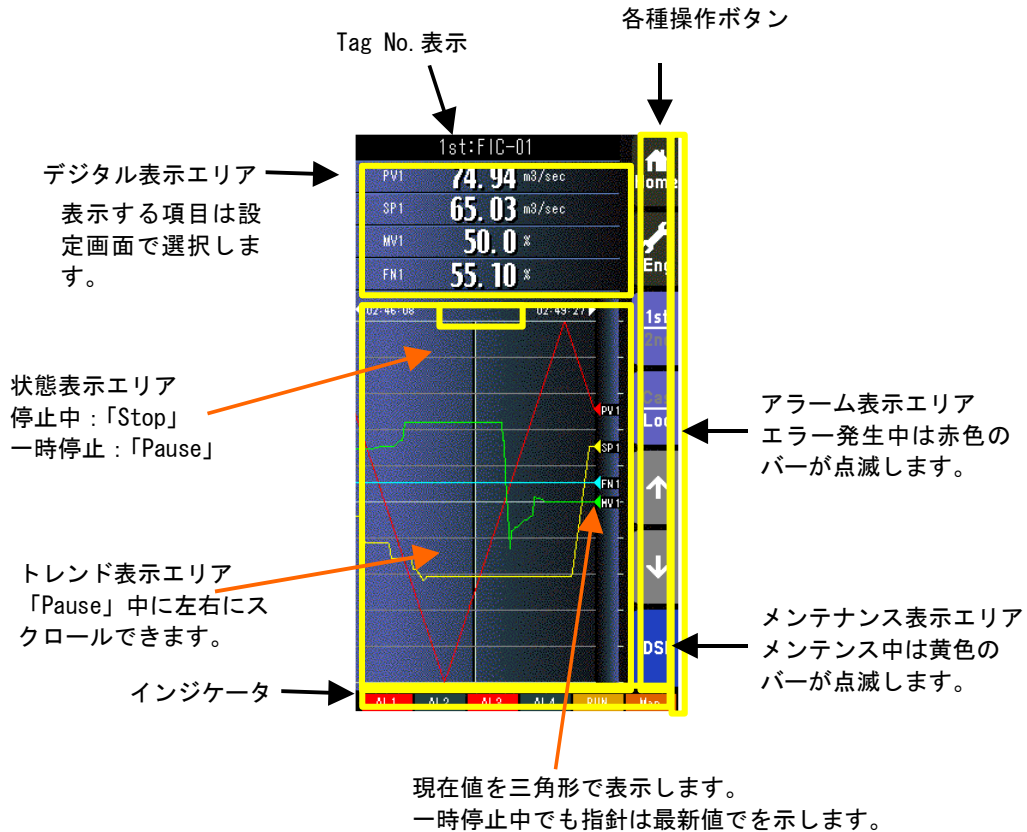 各種操作ボタン
Tag No.表示
デジタル表示エリア
表示する項目は設
定画面で選択しま
す。
1st:FIC-01
PV1 74.94 m3/sec
SP1 65.03 m3/sec
MV1 50.0 %
FN1 55.10 %
Home
Eng
1st
2nd
Cas
Loc
DSP
02:46:08 02:49:27
状態表示エリア
停止中:「Stop」
一時停止:「Pause」
PV1
SP1
FN1
MV1
アラーム表示エリア
エラー発生中は赤色の
バーが点滅します。
トレンド表示エリア
「Pause」中に左右にス
クロールできます。
メンテナンス表示エリア
メンテンス中は黄色の
バーが点滅します。
インジケータ
AL1 AL2 AL3 AL4 RUN Man
現在値を三角形で表示します。
一時停止中でも指針は最新値でを示します。